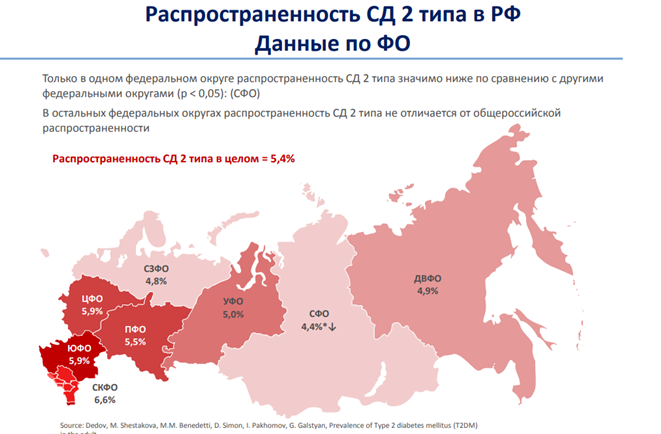 Распространенность СД 2 типа в РФ
Данные по ФО
Только в одном федеральном округе распространенность СД 2 типа значимо ниже по сравнению с другими
федеральными округами (p < 0,05): (СФО)
В остальных федеральных округах распространенность СД 2 типа не отличается от общероссийской
распространенности
Распространенность СД 2 типа в целом = 5,4%
СЗФО
4,8%
ЦФО
5,9%
ПФО
5,5%
УФО
5,0%
СФО
4,4%*↓
ДВФО
4,9%
ЮФО
5,9%
СКФО
6,6%
Source: Dedov, M. Shestakova, M.M. Benedetti, D. Simon, I. Pakhomov, G. Galstyan, Prevalence of Type 2 diabetes mellitus (T2DM)
in the adult